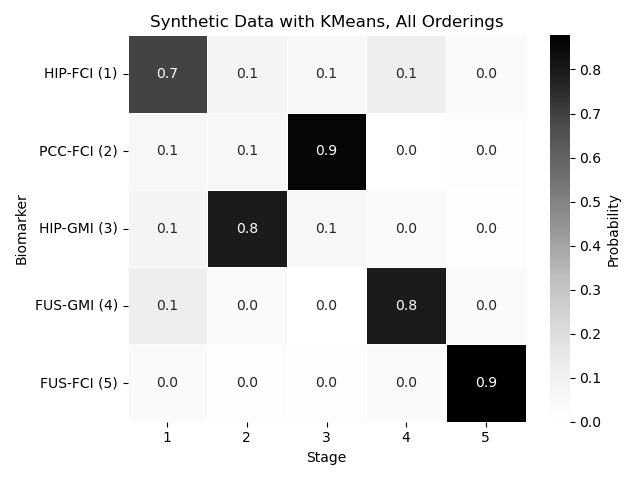 Synthetic Data with KMeans, All Orderings
HIP-FCI (1) 0.7 0.1 0.1 0.1 0.0
PCC-FCI (2) 0.1 0.1 0.9 0.0 0.0
HIP-GMI (3) 0.1 0.8 0.1 0.0 0.0
FUS-GMI (4) 0.1 0.0 0.0 0.8 0.0
FUS-FCI (5) 0.0 0.0 0.0 0.0 0.9
1 2 3 4 5
Stage
Biomarker
0.8
0.7
0.6
0.5
0.4
0.3
0.2
0.1
0.0
Probability